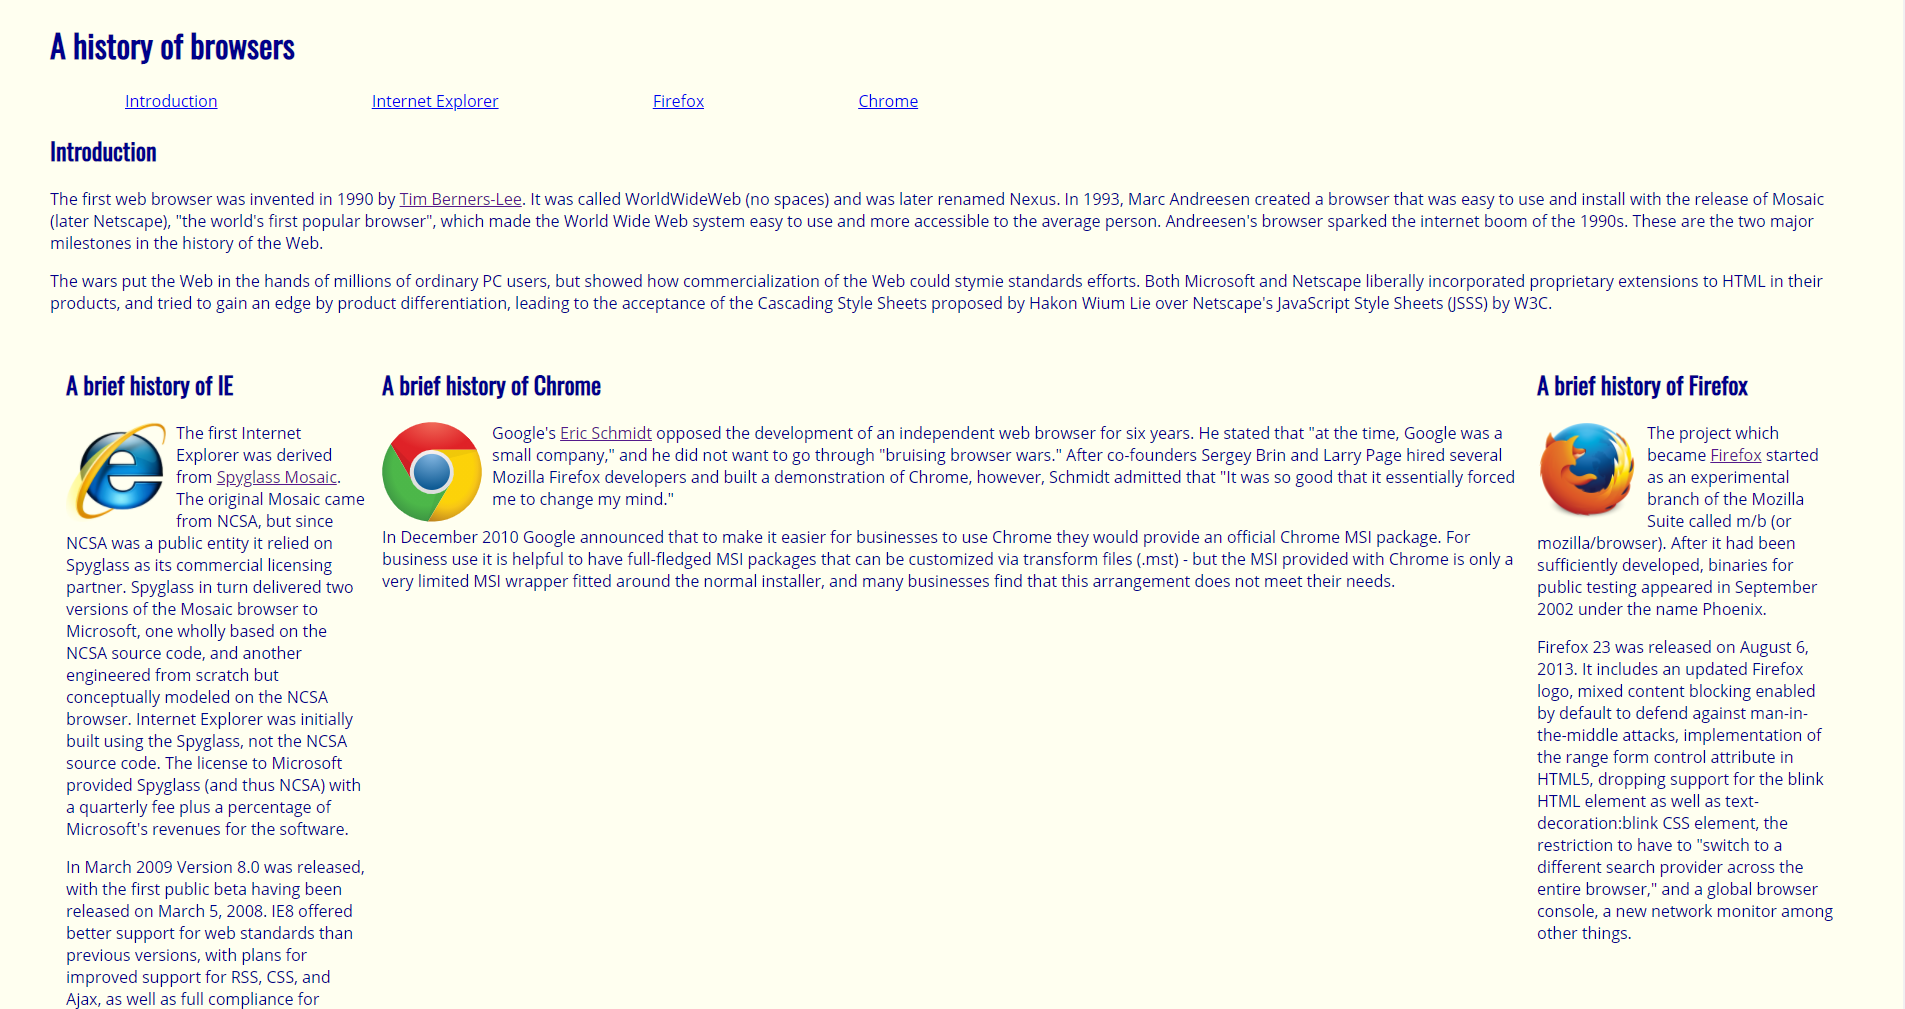 A history of browsers
Introduction
Internet Explorer
Firefox
Chrome
Introduction
The first web browser was invented in 1990 by Tim Berners-Lee. It was called WorldWideWeb (no spaces) and was later renamed Nexus. In 1993, Marc Andreesen created a browser that was easy to use and install with the release of Mosaic
(later Netscape), "the world's first popular browser", which made the World Wide Web system easy to use and more accessible to the average person. Andreesen's browser sparked the internet boom of the 1990s. These are the two major
milestones in the history of the Web.
The wars put the Web in the hands of millions of ordinary PC users, but showed how commercialization of the Web could stymie standards efforts. Both Microsoft and Netscape liberally incorporated proprietary extensions to HTML in their
products, and tried to gain an edge by product differentiation, leading to the acceptance of the Cascading Style Sheets proposed by Hakon Wium Lie over Netscape's JavaScript Style Sheets (JSSS) by W3C.
A brief history of IE
The first Internet
Explorer was derived
from Spyglass Mosaic.
The original Mosaic came
from NCSA, but since
NCSA was a public entity it relied on
Spyglass as its commercial licensing
partner. Spyglass in turn delivered two
versions of the Mosaic browser to
Microsoft, one wholly based on the
NCSA source code, and another
engineered from scratch but
conceptually modeled on the NCSA
browser. Internet Explorer was initially
built using the Spyglass, not the NCSA
source code. The license to Microsoft
provided Spyglass (and thus NCSA) with
a quarterly fee plus a percentage of
Microsoft's revenues for the software.
In March 2009 Version 8.0 was released,
with the first public beta having been
released on March 5, 2008. IE8 offered
better support for web standards than
previous versions, with plans for
improved support for RSS, CSS, and
Ajax, as well as full compliance for
A brief history of Chrome
Google's Eric Schmidt opposed the development of an independent web browser for six years. He stated that "at the time, Google was a
small company," and he did not want to go through "bruising browser wars." After co-founders Sergey Brin and Larry Page hired several
Mozilla Firefox developers and built a demonstration of Chrome, however, Schmidt admitted that "It was so good that it essentially forced
me to change my mind."
In December 2010 Google announced that to make it easier for businesses to use Chrome they would provide an official Chrome MSI package. For
business use it is helpful to have full-fledged MSI packages that can be customized via transform files (.mst) - but the MSI provided with Chrome is only a
very limited MSI wrapper fitted around the normal installer, and many businesses find that this arrangement does not meet their needs.
A brief history of Firefox
The project which
became Firefox started
as an experimental
branch of the Mozilla
Suite called m/b (or
mozilla/browser). After it had been
sufficiently developed, binaries for
public testing appeared in September
2002 under the name Phoenix.
Firefox 23 was released on August 6,
2013. It includes an updated Firefox
logo, mixed content blocking enabled
by default to defend against man-in-
the-middle attacks, implementation of
the range form control attribute in
HTML5, dropping support for the blink
HTML element as well as text-
decoration:blink CSS element, the
restriction to have to "switch to a
different search provider across the
entire browser," and a global browser
console, a new network monitor among
other things.